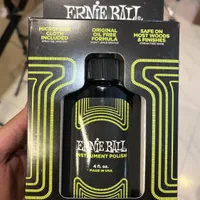 ERNIE BALL
MICROFIBER
CLOTH
INCLUDED
ORIGINAL
OIL FREE
FORMULA
SAFE ON
MOST WOODS
& FINISHES
ERNIE BALL
INSTRUMENT POLISH
4 fl. oz.
MADE IN USA